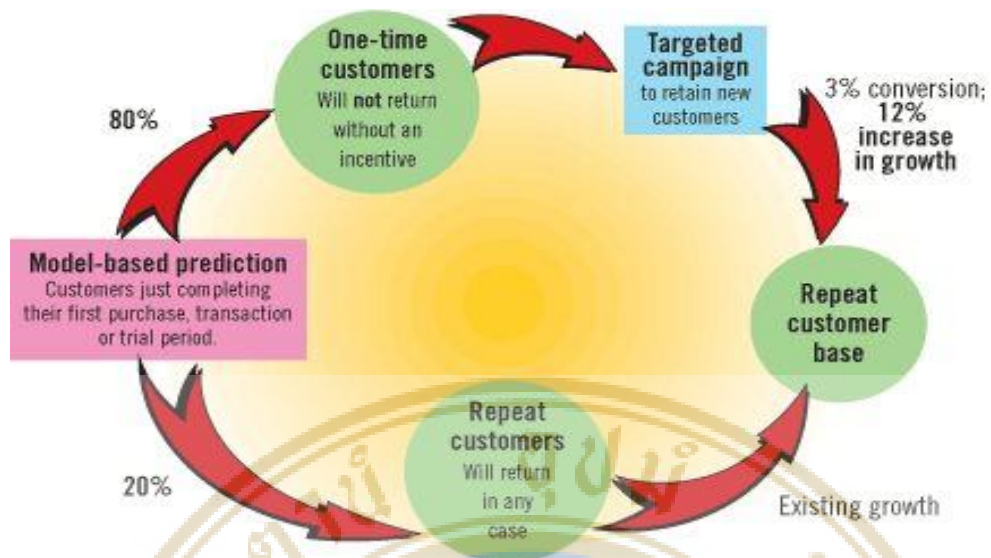 One-time
customers
Will not return
without an
incentive
Targeted
campaign
to retain new
customers
3% conversion;
12%
increase
in growth
80%
Model-based prediction
Customers just completing
their first purchase, transaction
or trial period.
Repeat
customer
base
Repeat
customers
Will return
in any
case
20%
Existing growth